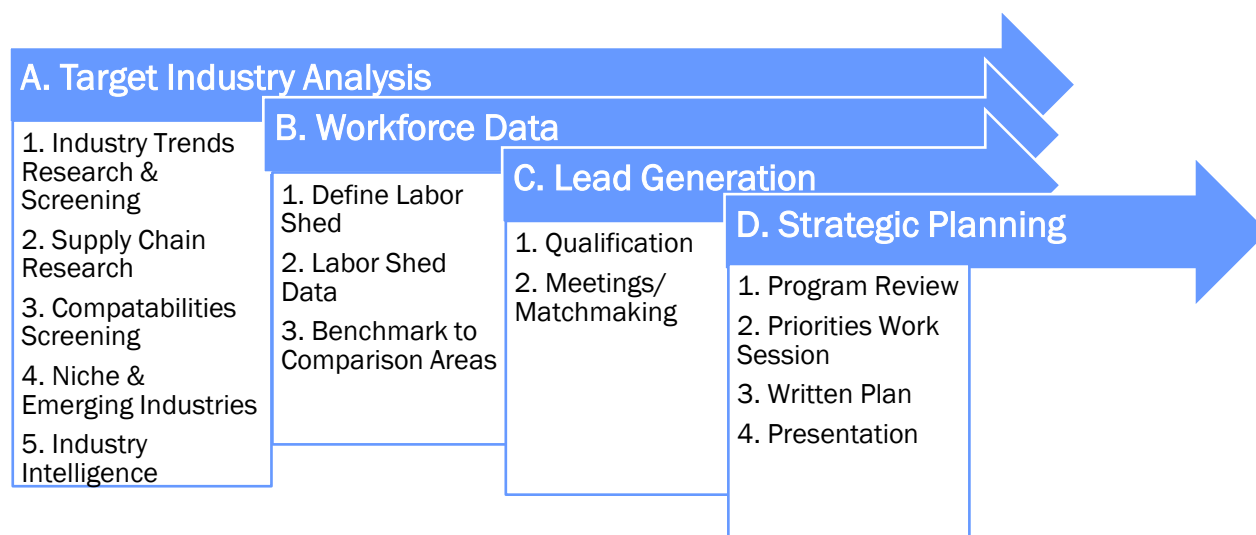 A. Target Industry Analysis
1. Industry Trends
Research &
Screening
2. Supply Chain
Research
3. Compatabilities
Screening
4. Niche &
Emerging Industries
5. Industry
Intelligence
B. Workforce Data
1. Define Labor
Shed
2. Labor Shed
Data
3. Benchmark to
Comparison Areas
C. Lead Generation
1. Qualification
2. Meetings/
Matchmaking
D. Strategic Planning
1. Program Review
2. Priorities Work
Session
3. Written Plan
4. Presentation